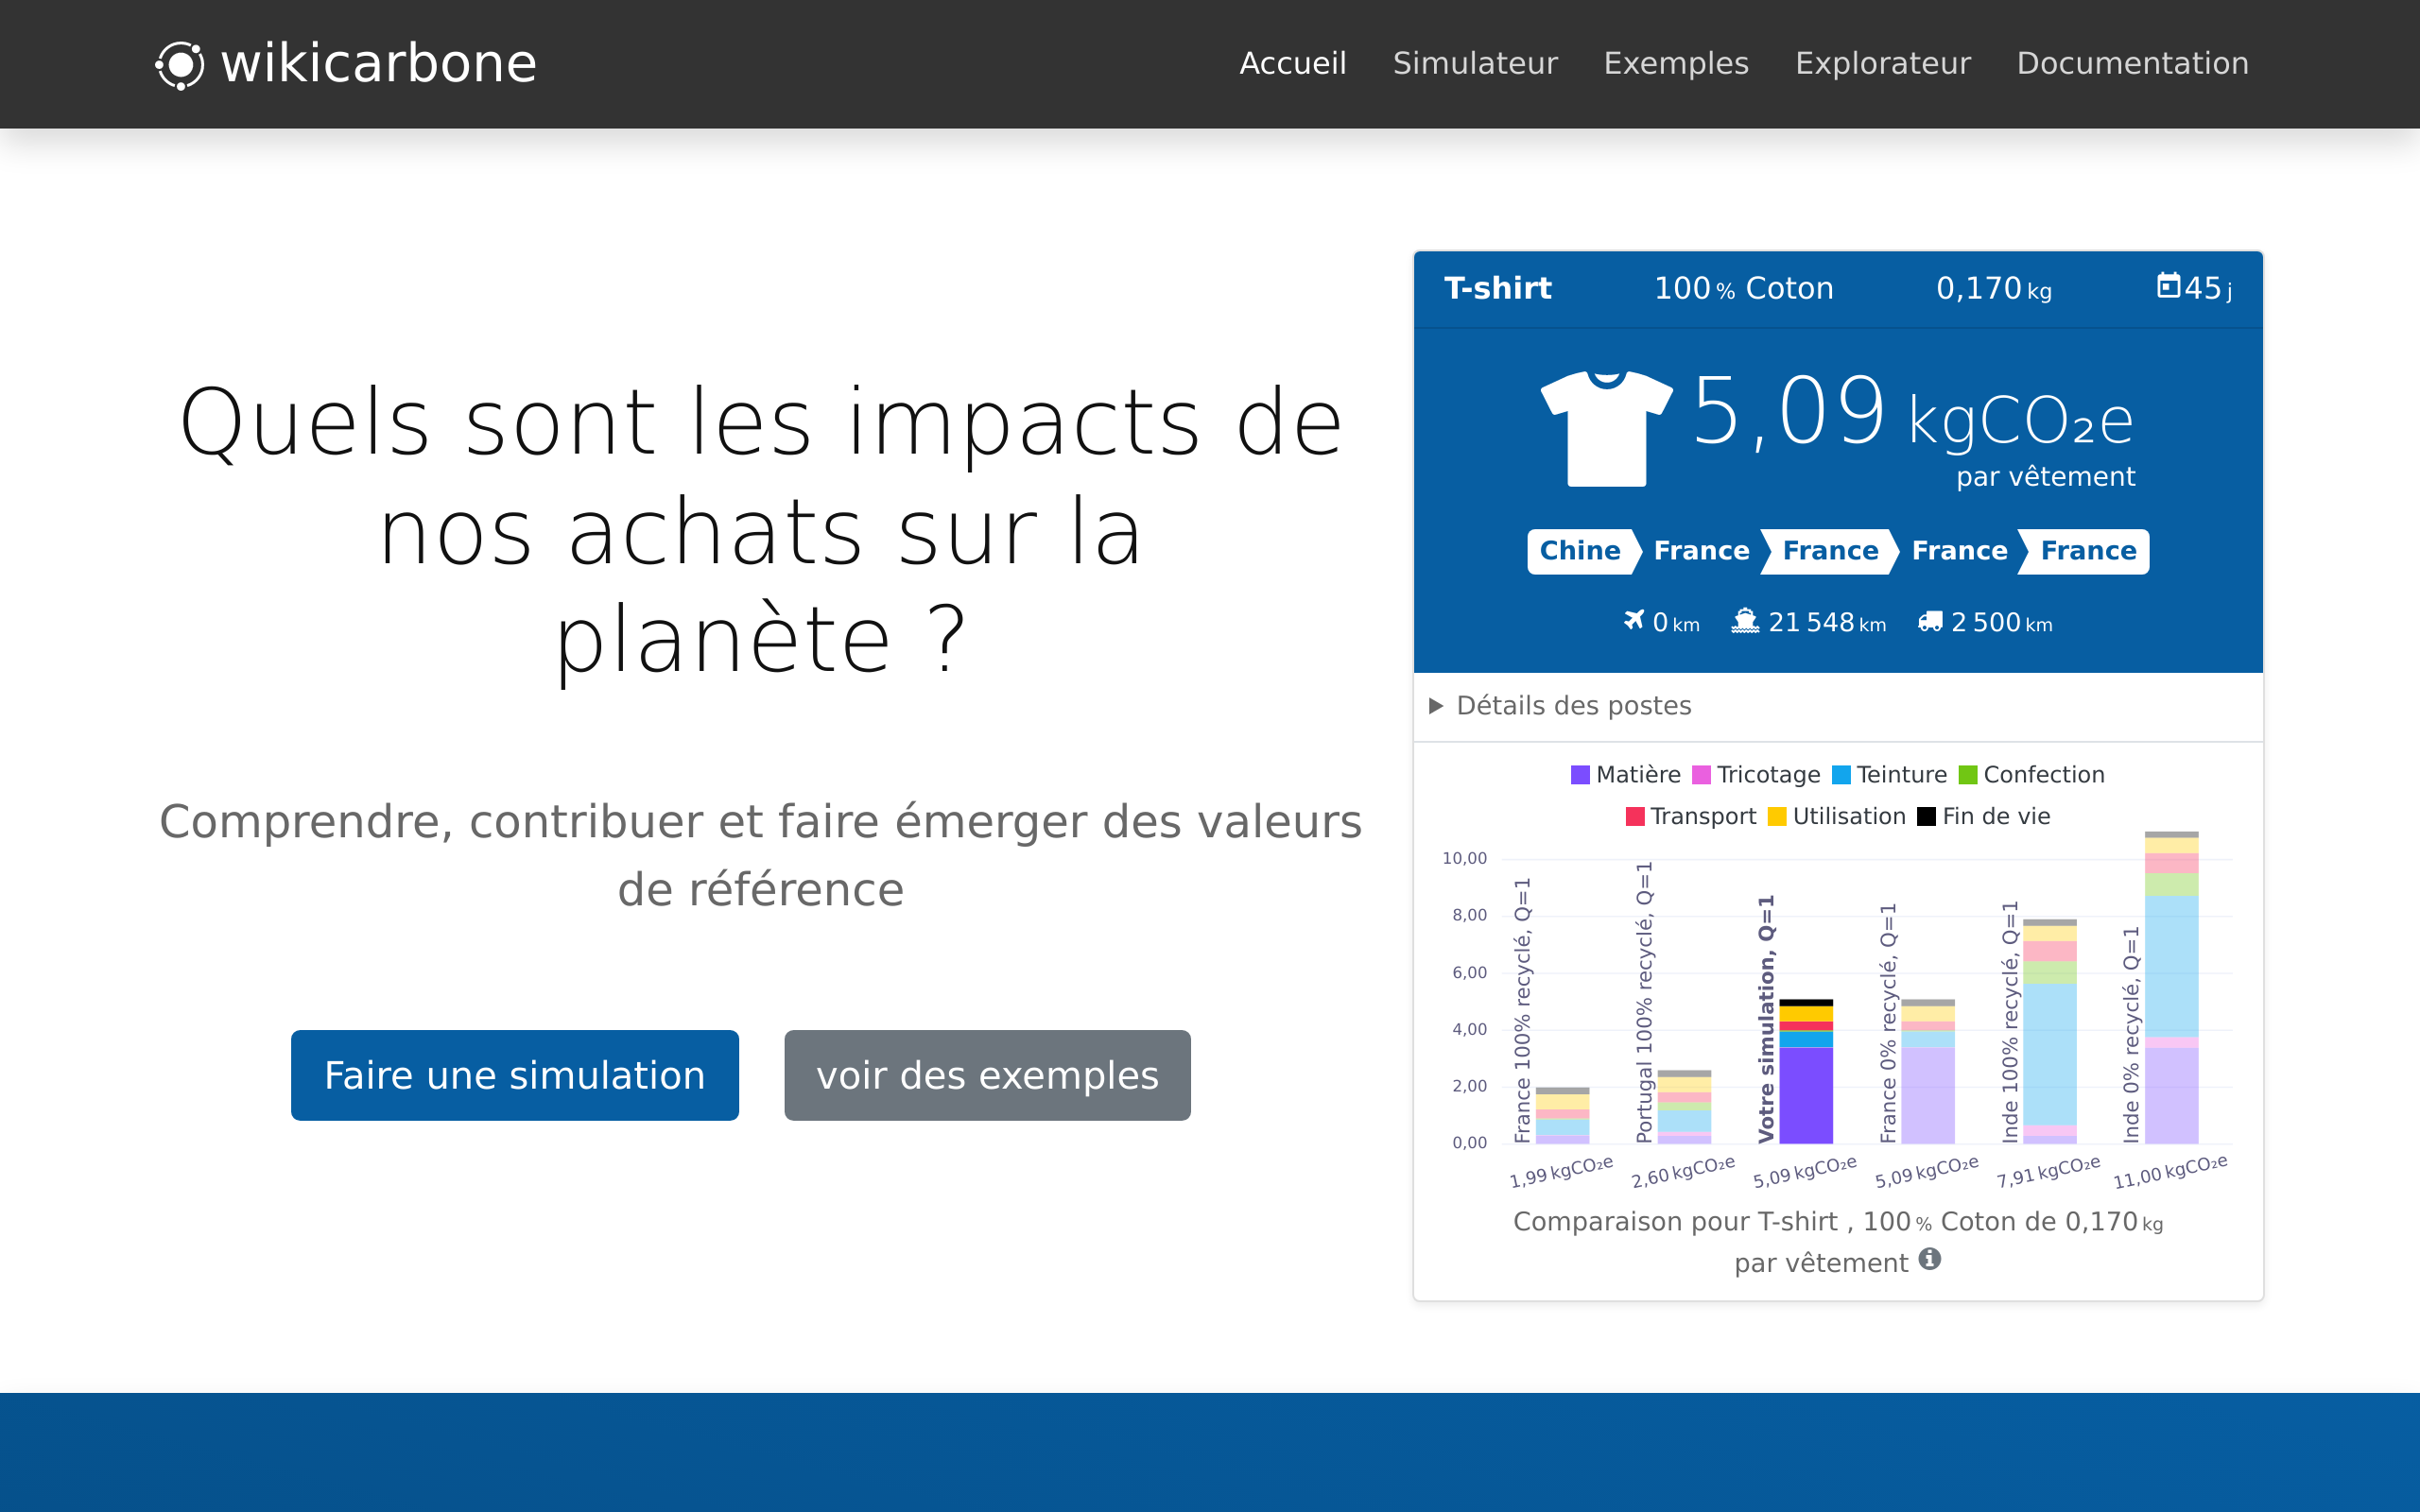 wikicarbone
Accueil Simulateur Exemples Explorateur Documentation
Quels sont les impacts de
nos achats sur la
planète ?
Comprendre, contribuer et faire émerger des valeurs
de référence
Faire une simulation
voir des exemples
T-shirt 100 % Coton 0,170 kg 45 j
5,09 kgCO₂e
par vêtement
Chine France France France France
0 km 21 548 km 2 500 km
Détails des postes
Matière Tricotage Teinture Confection
Transport Utilisation Fin de vie
10,00
8,00
6,00
4,00
2,00
0,00
France 100% recyclé, Q=1
Portugal 100% recyclé, Q=1
Votre simulation, Q=1
France 0% recyclé, Q=1
Inde 100% recyclé, Q=1
Inde 0% recyclé, Q=1
1,99 kgCO₂e
2,60 kgCO₂e
5,09 kgCO₂e
5,09 kgCO₂e
7,91 kgCO₂e
11,00 kgCO₂e
Comparaison pour T-shirt , 100 % Coton de 0,170 kg
par vêtement